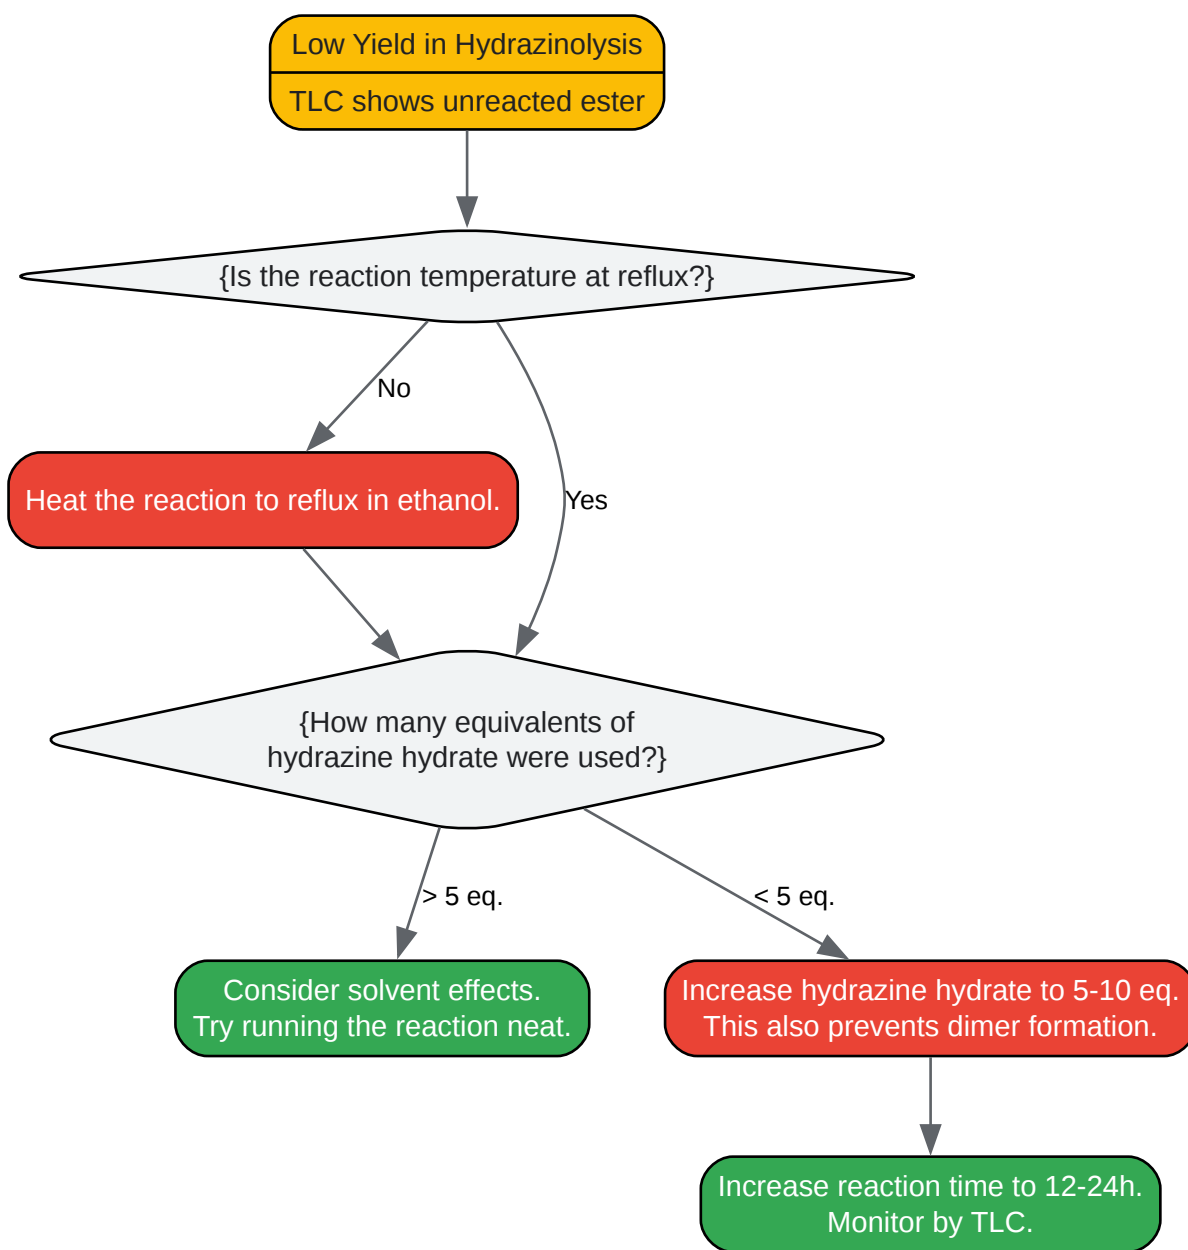 Low Yield in Hydrazinolysis
TLC shows unreacted ester
{Is the reaction temperature at reflux?}
No
Heat the reaction to reflux in ethanol.
Yes
{How many equivalents of
hydrazine hydrate were used?}
> 5 eq.
< 5 eq.
Consider solvent effects.
Try running the reaction neat.
Increase hydrazine hydrate to 5-10 eq.
This also prevents dimer formation.
Increase reaction time to 12-24h.
Monitor by TLC.